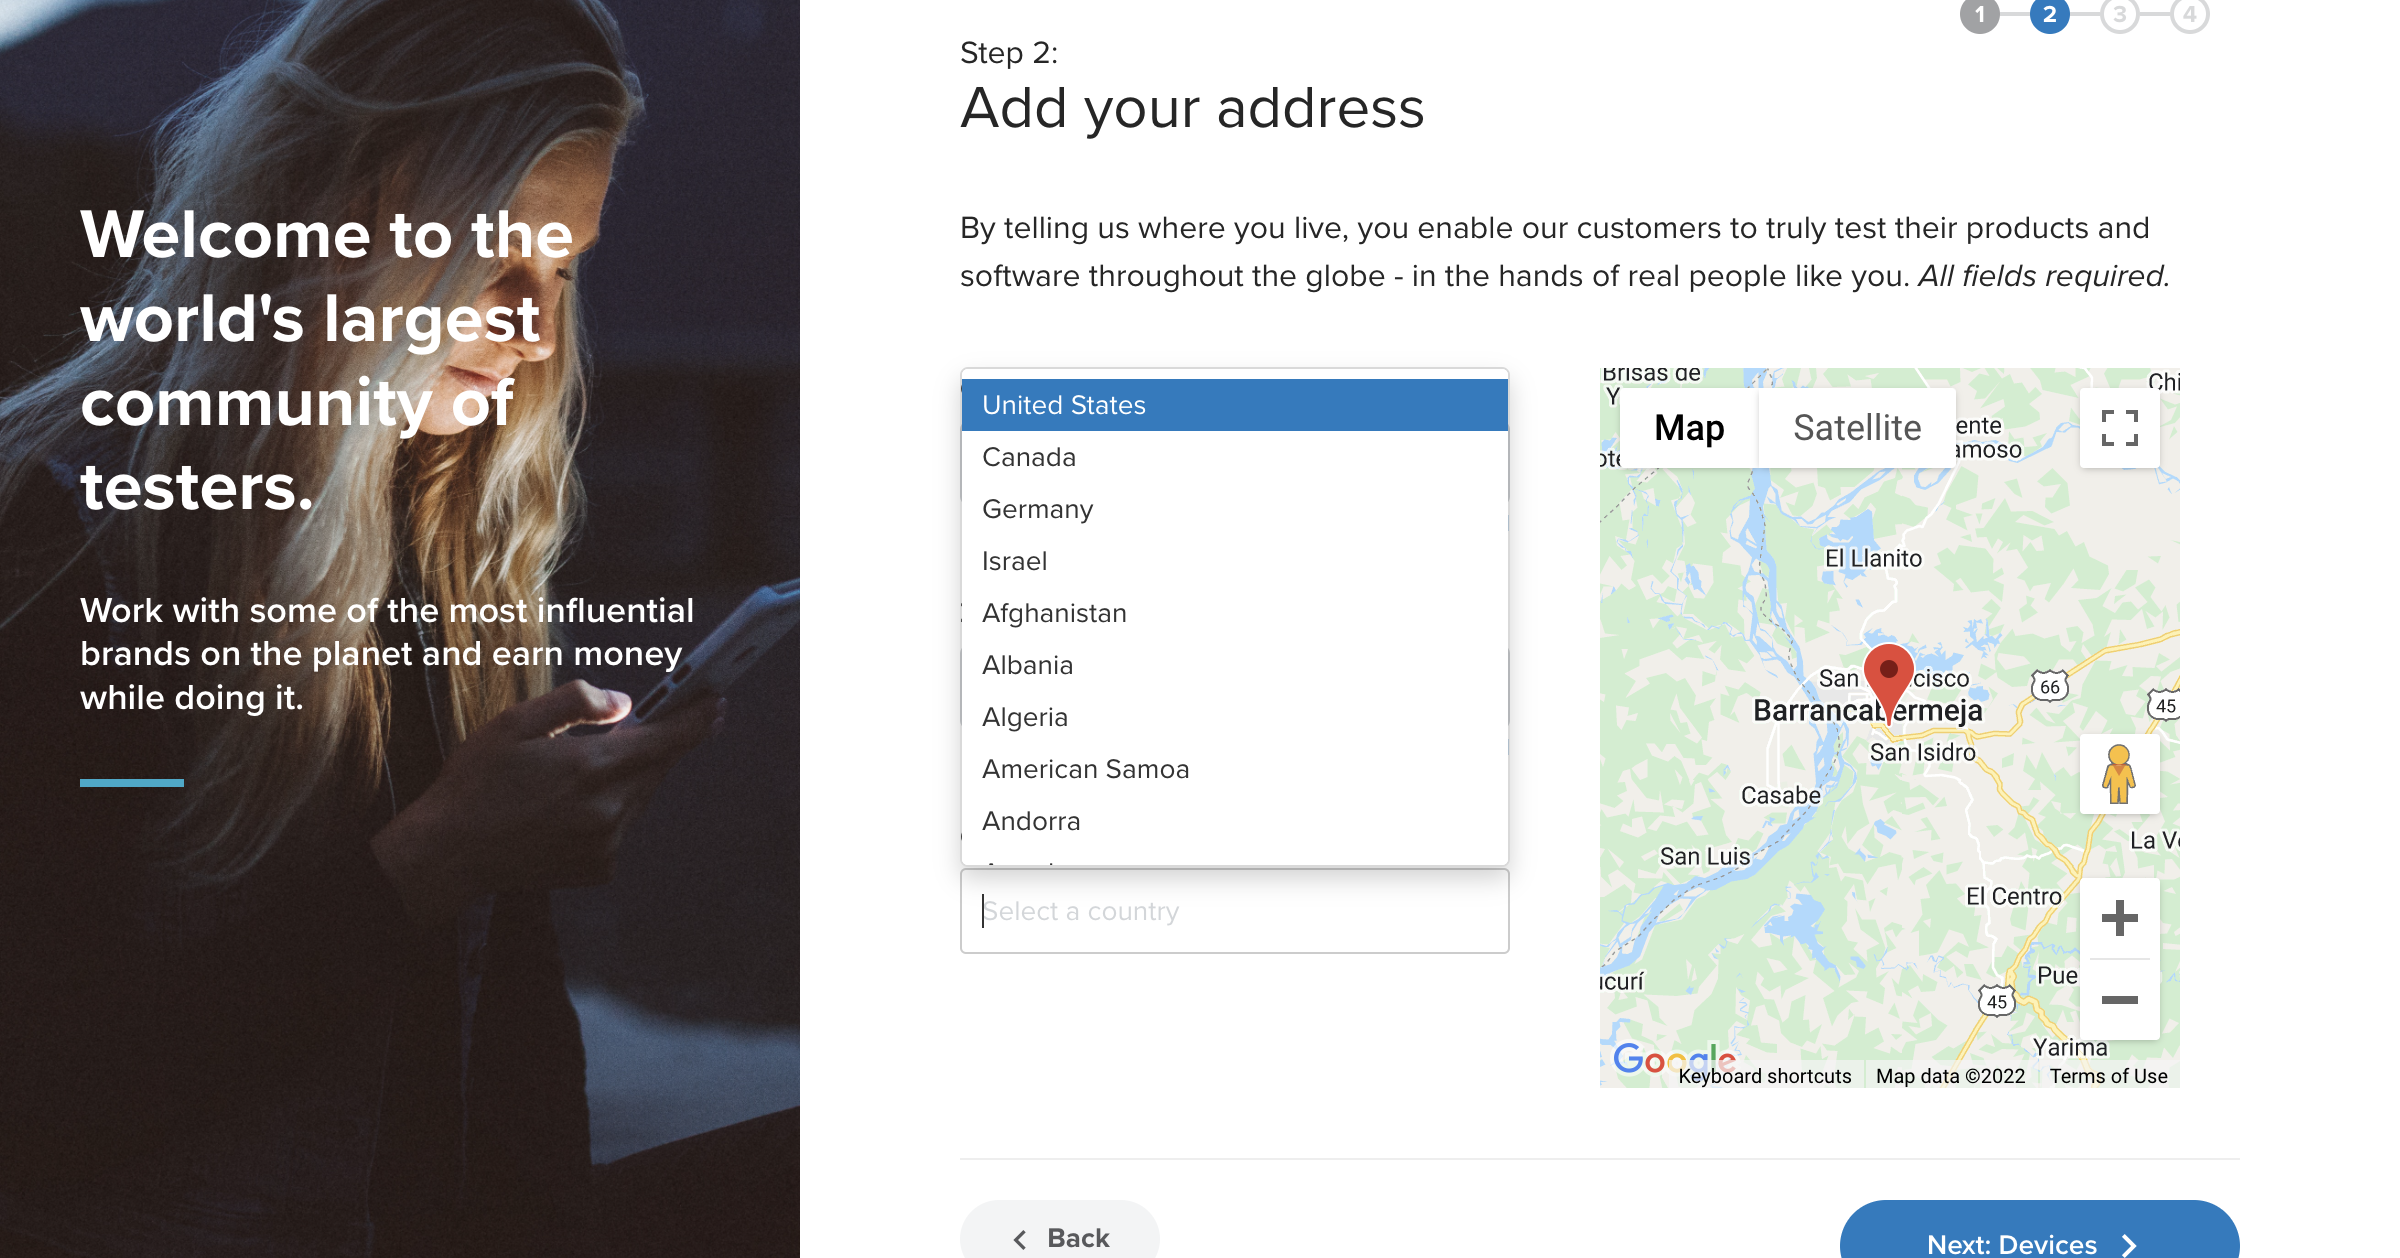 Welcome to the
world's largest
community of
testers.
Work with some of the most influential
brands on the planet and earn money
while doing it.
1
2
3
4
Step 2:
Add your address
By telling us where you live, you enable our customers to truly test their products and
software throughout the globe - in the hands of real people like you. All fields required.
United States
Canada
Germany
Israel
Afghanistan
Albania
Algeria
American Samoa
Andorra
Select a country
Brisas de
Y
Chi
Map
Satellite
ente
amoso
El Llanito
San
cisco
66
45
Barrancabermeja
San Isidro
Casabe
La V
San Luis
El Centro
ucurí
Pue
45
Yarima
Google
Keyboard shortcuts
Map data ©2022
Terms of Use
Back
Next: Devices